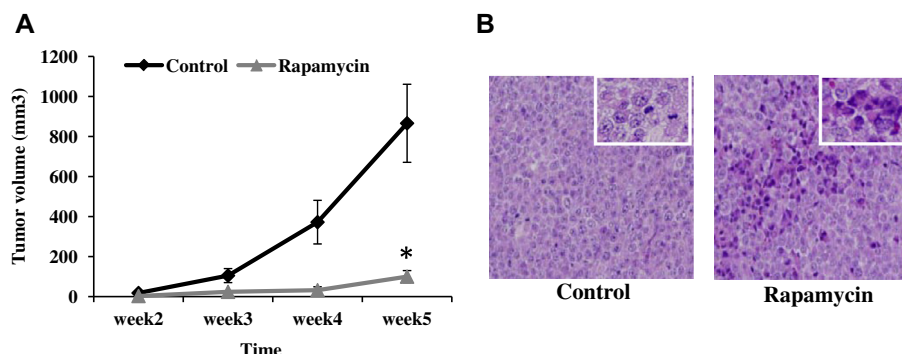 A
B
1200
1000
800
600
400
200
0
Tumor volume (mm3)
Control
Rapamycin
*
week2
week3
week4
week5
Time
Control
Rapamycin